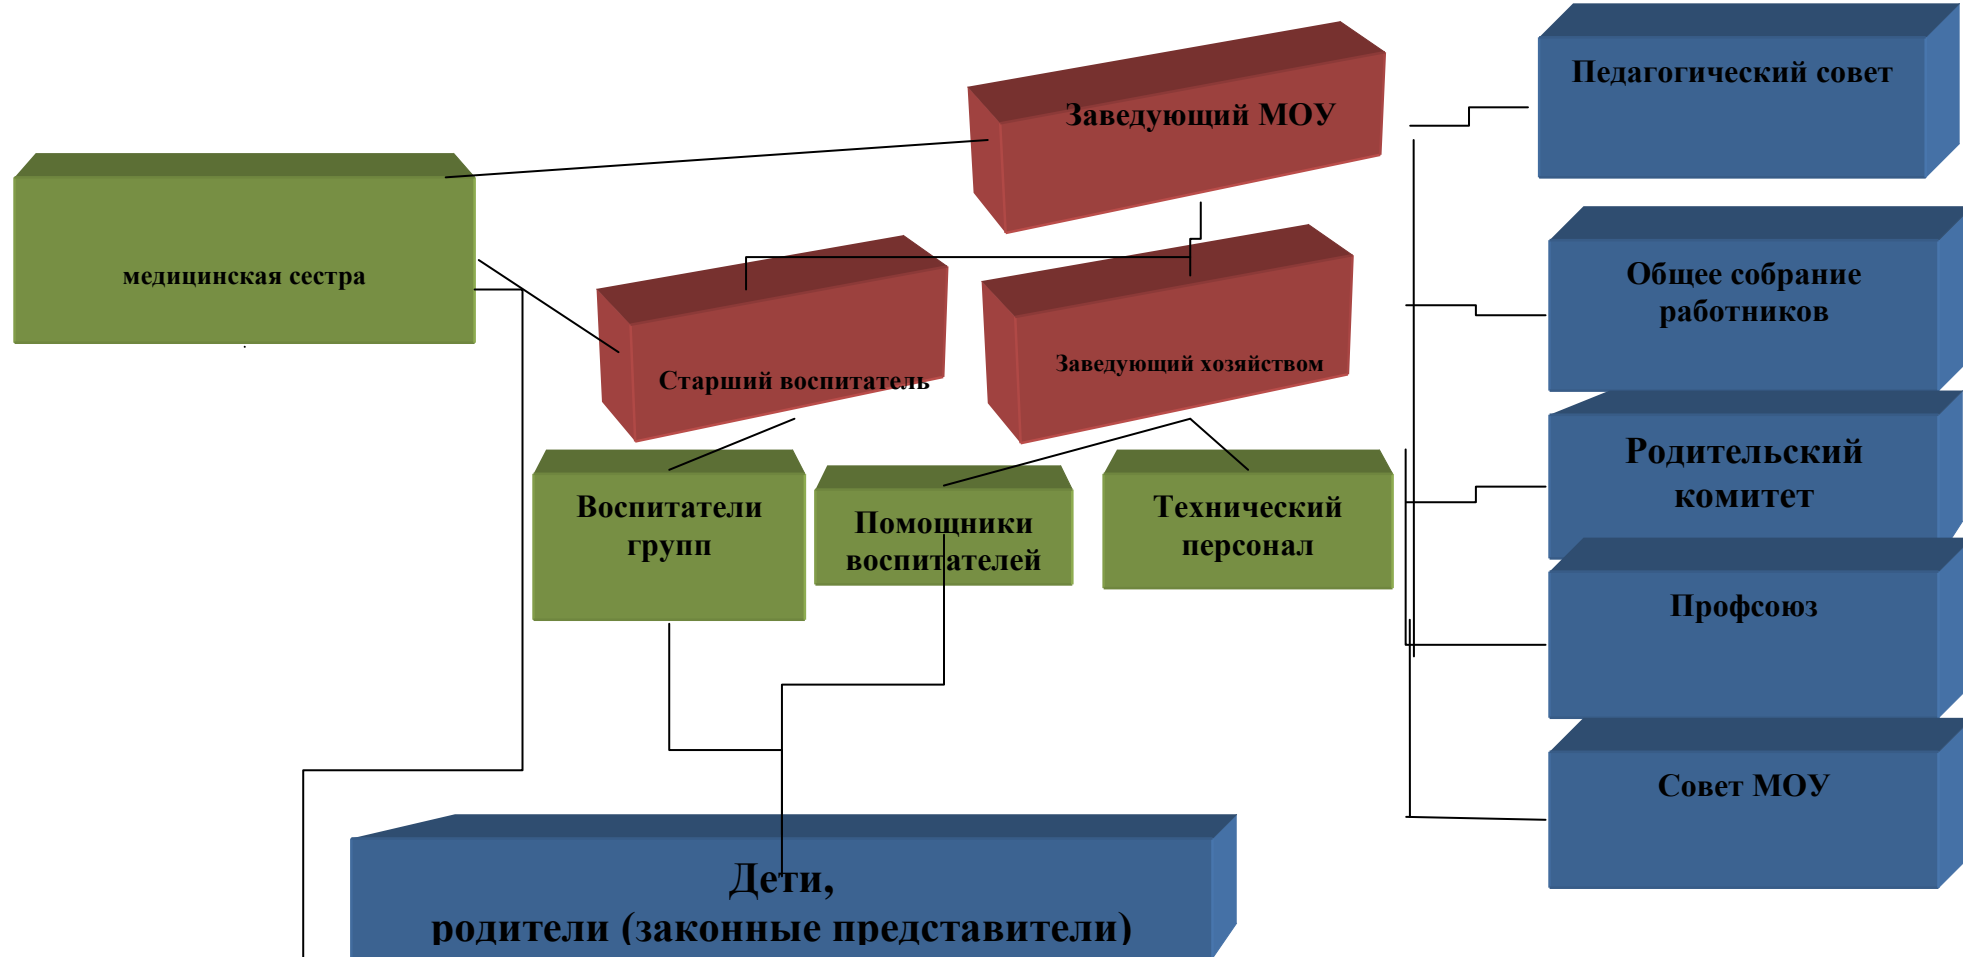 Педагогический совет
Заведующий МОУ
медицинская сестра
Общее собрание
работников
Старший воспитатель
Заведующий хозяйством
Родительский
комитет
Воспитатели
групп
Помощники
воспитателей
Технический
персонал
Профсоюз
Совет МОУ
Дети,
родители (законные представители)